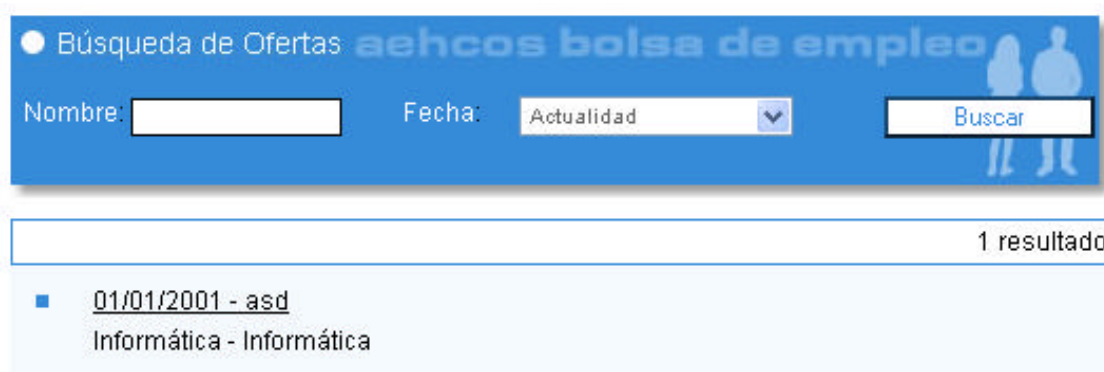 Búsqueda de Ofertas aehcos bolsa de empleo
Nombre: Fecha: Actualidad Buscar
1 resultado
01/01/2001 - asd
Informática - Informática